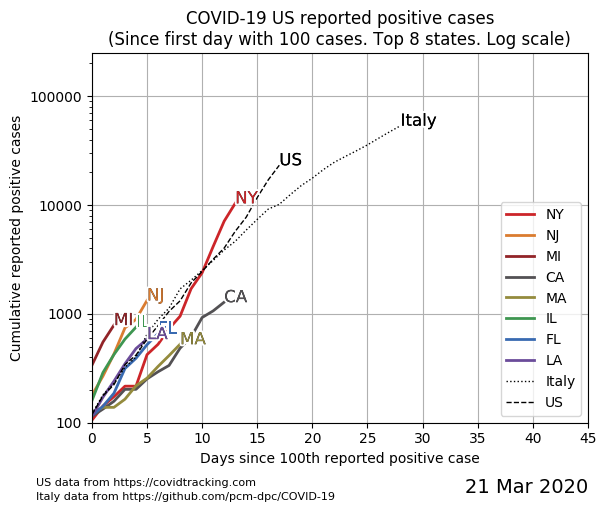 COVID-19 US reported positive cases
(Since first day with 100 cases. Top 8 states. Log scale)
Cumulative reported positive cases
100000
10000
1000
100
Italy
US
NY
NJ
CA
MI
IL
FL
LA
MA
NY
NJ
MI
CA
MA
IL
FL
LA
Italy
US
0 5 10 15 20 25 30 35 40 45
Days since 100th reported positive case
US data from https://covidtracking.com
Italy data from https://github.com/pcm-dpc/COVID-19
21 Mar 2020